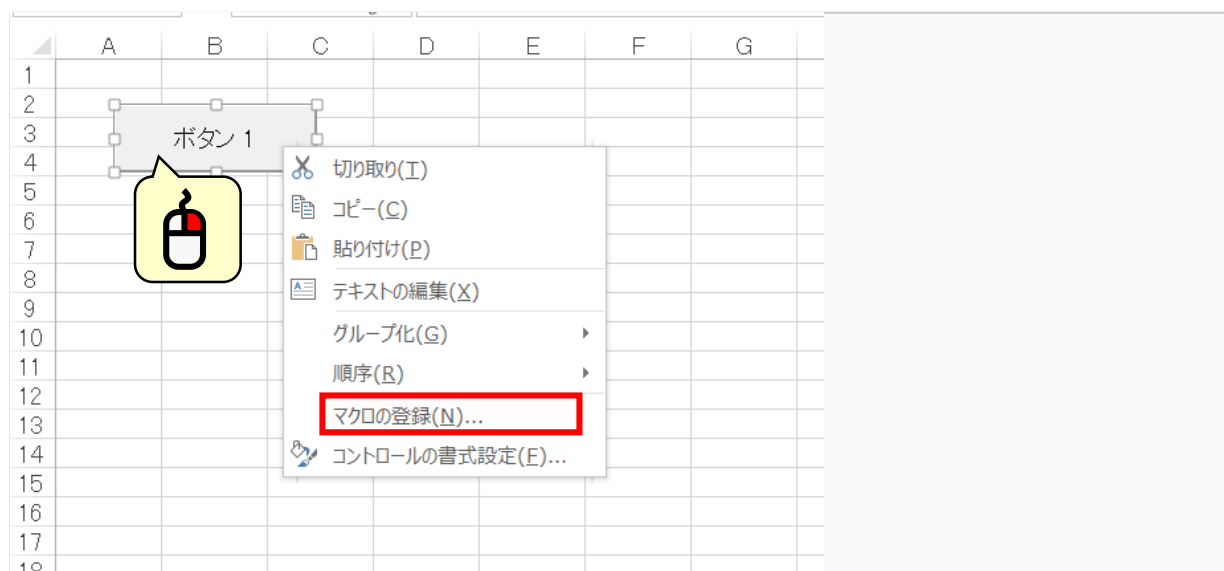 A B C D E F G
1
2
3
4
5
6
7
8
9
10
11
12
13
14
15
16
17
18
ボタン 1
切り取り(T)
コピー(C)
貼り付け(P)
テキストの編集(X)
グループ化(G)
順序(R)
マクロの登録(N)...
コントロールの書式設定(F)...